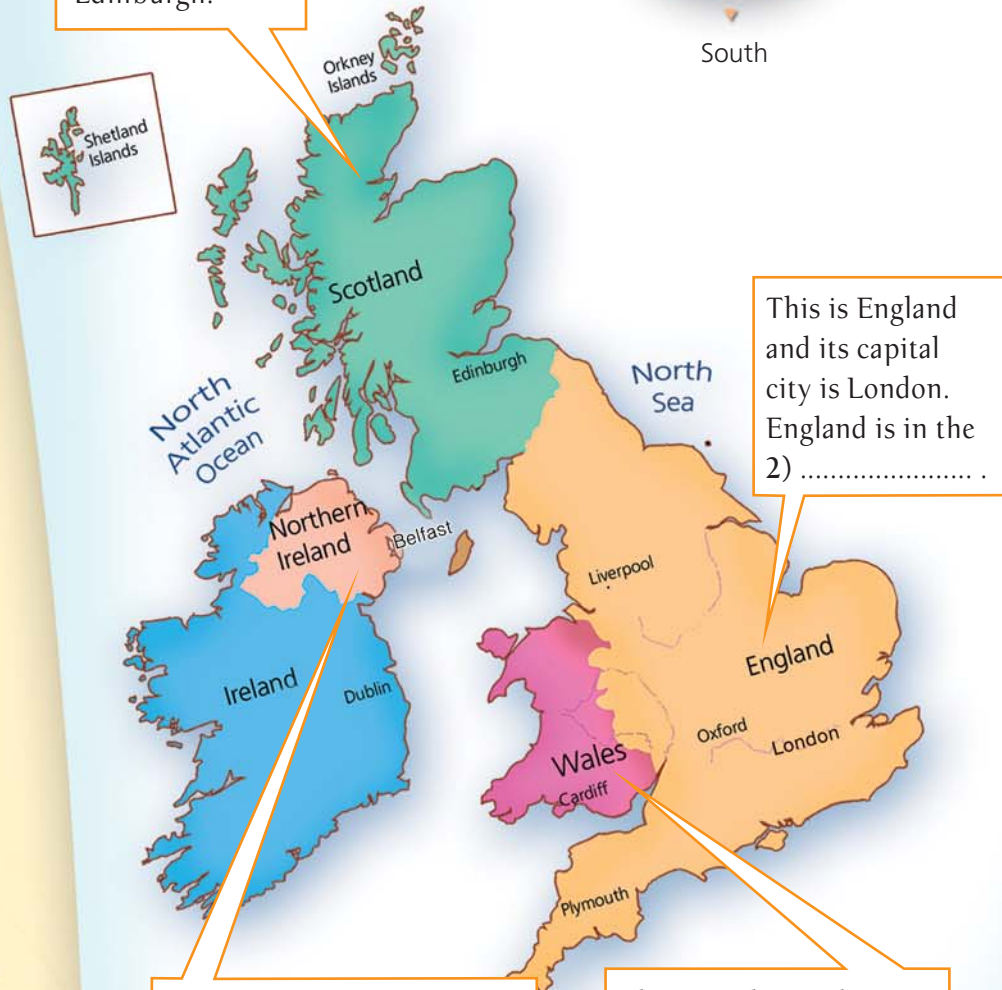 Edinburgh.
South
Orkney
Islands
Shetland
Islands
Scotland
Edinburgh
North
Atlantic
Ocean
North
Sea
This is England
and its capital
city is London.
England is in the
2) ...................... .
Northern
Ireland
Belfast
Liverpool
England
Ireland
Dublin
Oxford
London
Wales
Cardiff
Plymouth